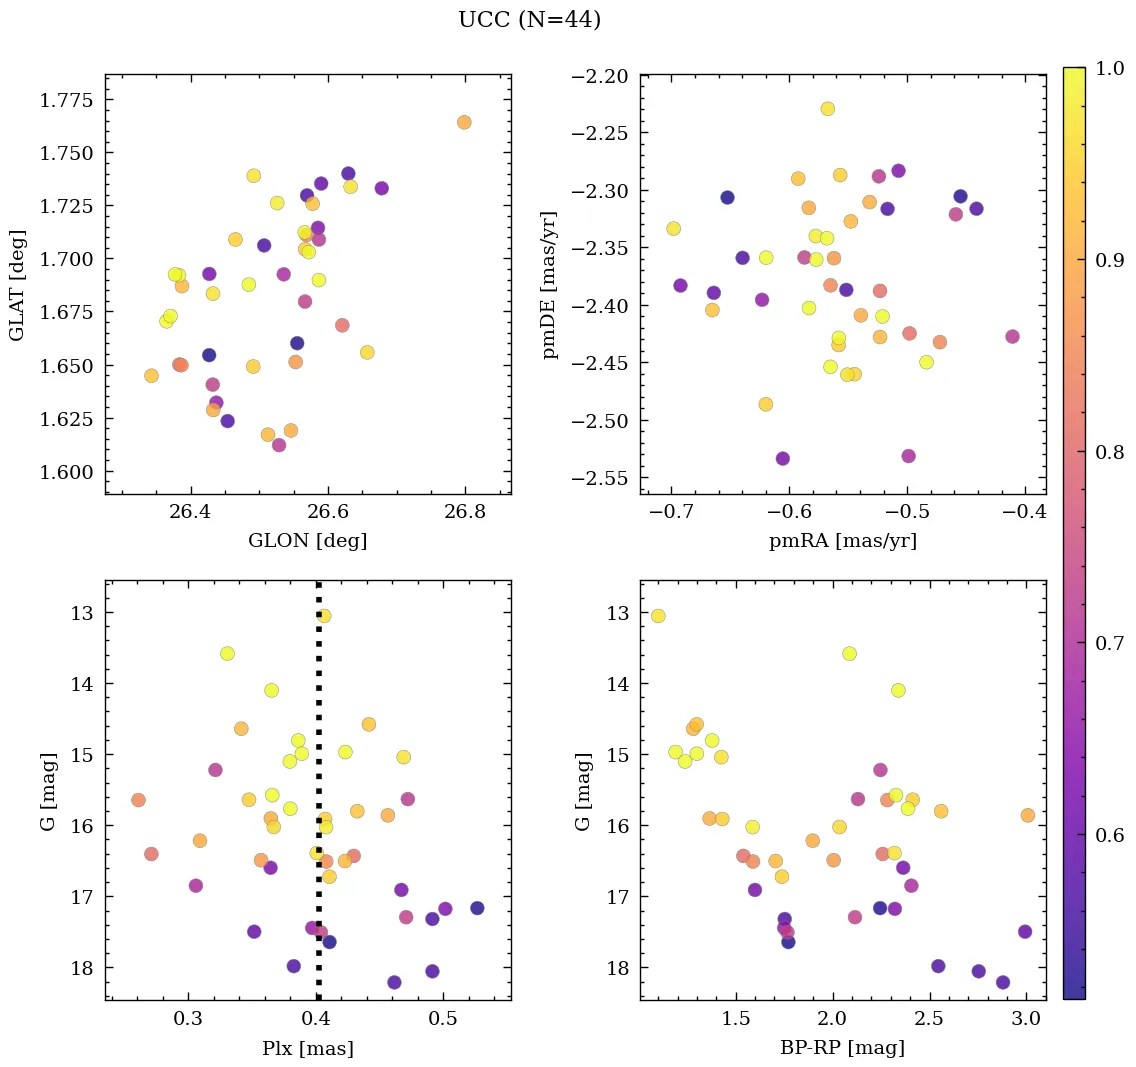 UCC (N=44)
1.775
1.750
1.725
1.700
1.675
1.650
1.625
1.600
GLAT [deg]
26.4 26.6 26.8
GLON [deg]
−2.20
−2.25
−2.30
−2.35
−2.40
−2.45
−2.50
−2.55
pmDE [mas/yr]
−0.7 −0.6 −0.5 −0.4
pmRA [mas/yr]
13
14
15
16
17
18
G [mag]
0.3 0.4 0.5
Plx [mas]
13
14
15
16
17
18
G [mag]
1.5 2.0 2.5 3.0
BP-RP [mag]
1.0
0.9
0.8
0.7
0.6